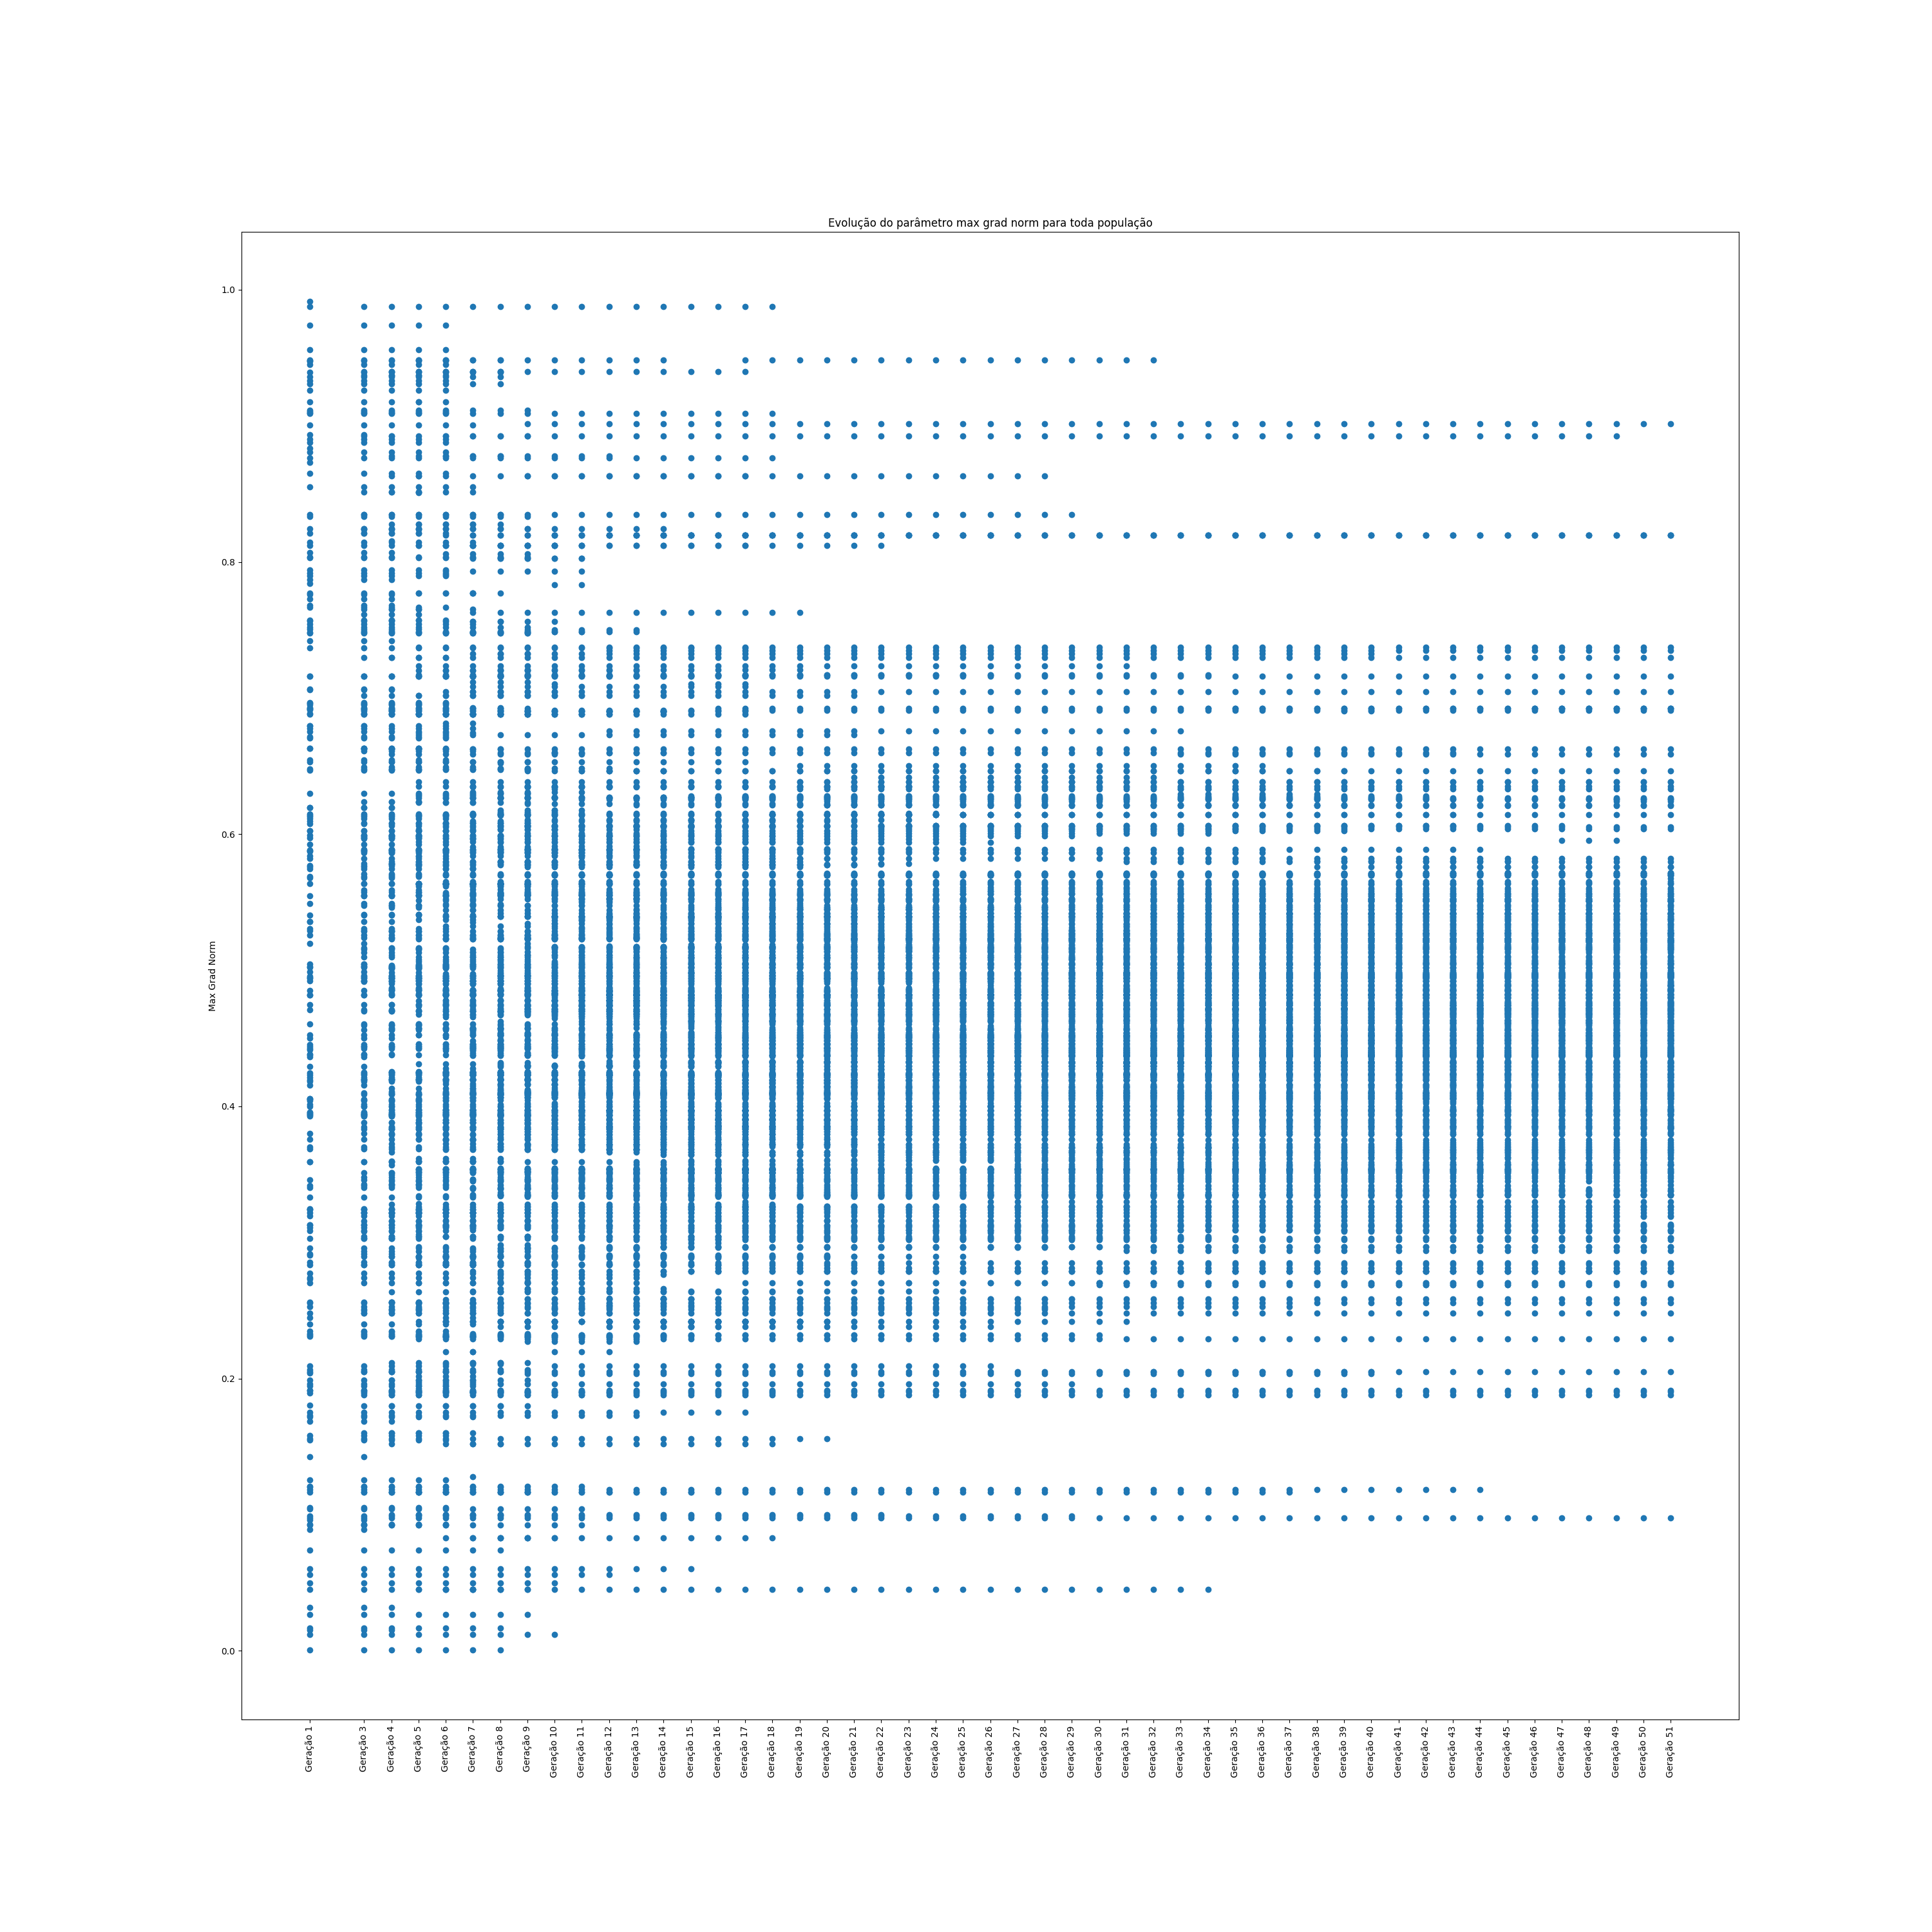 Evolução do parâmetro max grad norm para toda população
1.0
0.8
0.6
0.4
0.2
0.0
Max Grad Norm
Geração 1
Geração 3
Geração 4
Geração 5
Geração 6
Geração 7
Geração 8
Geração 9
Geração 10
Geração 11
Geração 12
Geração 13
Geração 14
Geração 15
Geração 16
Geração 17
Geração 18
Geração 19
Geração 20
Geração 21
Geração 22
Geração 23
Geração 24
Geração 25
Geração 26
Geração 27
Geração 28
Geração 29
Geração 30
Geração 31
Geração 32
Geração 33
Geração 34
Geração 35
Geração 36
Geração 37
Geração 38
Geração 39
Geração 40
Geração 41
Geração 42
Geração 43
Geração 44
Geração 45
Geração 46
Geração 47
Geração 48
Geração 49
Geração 50
Geração 51